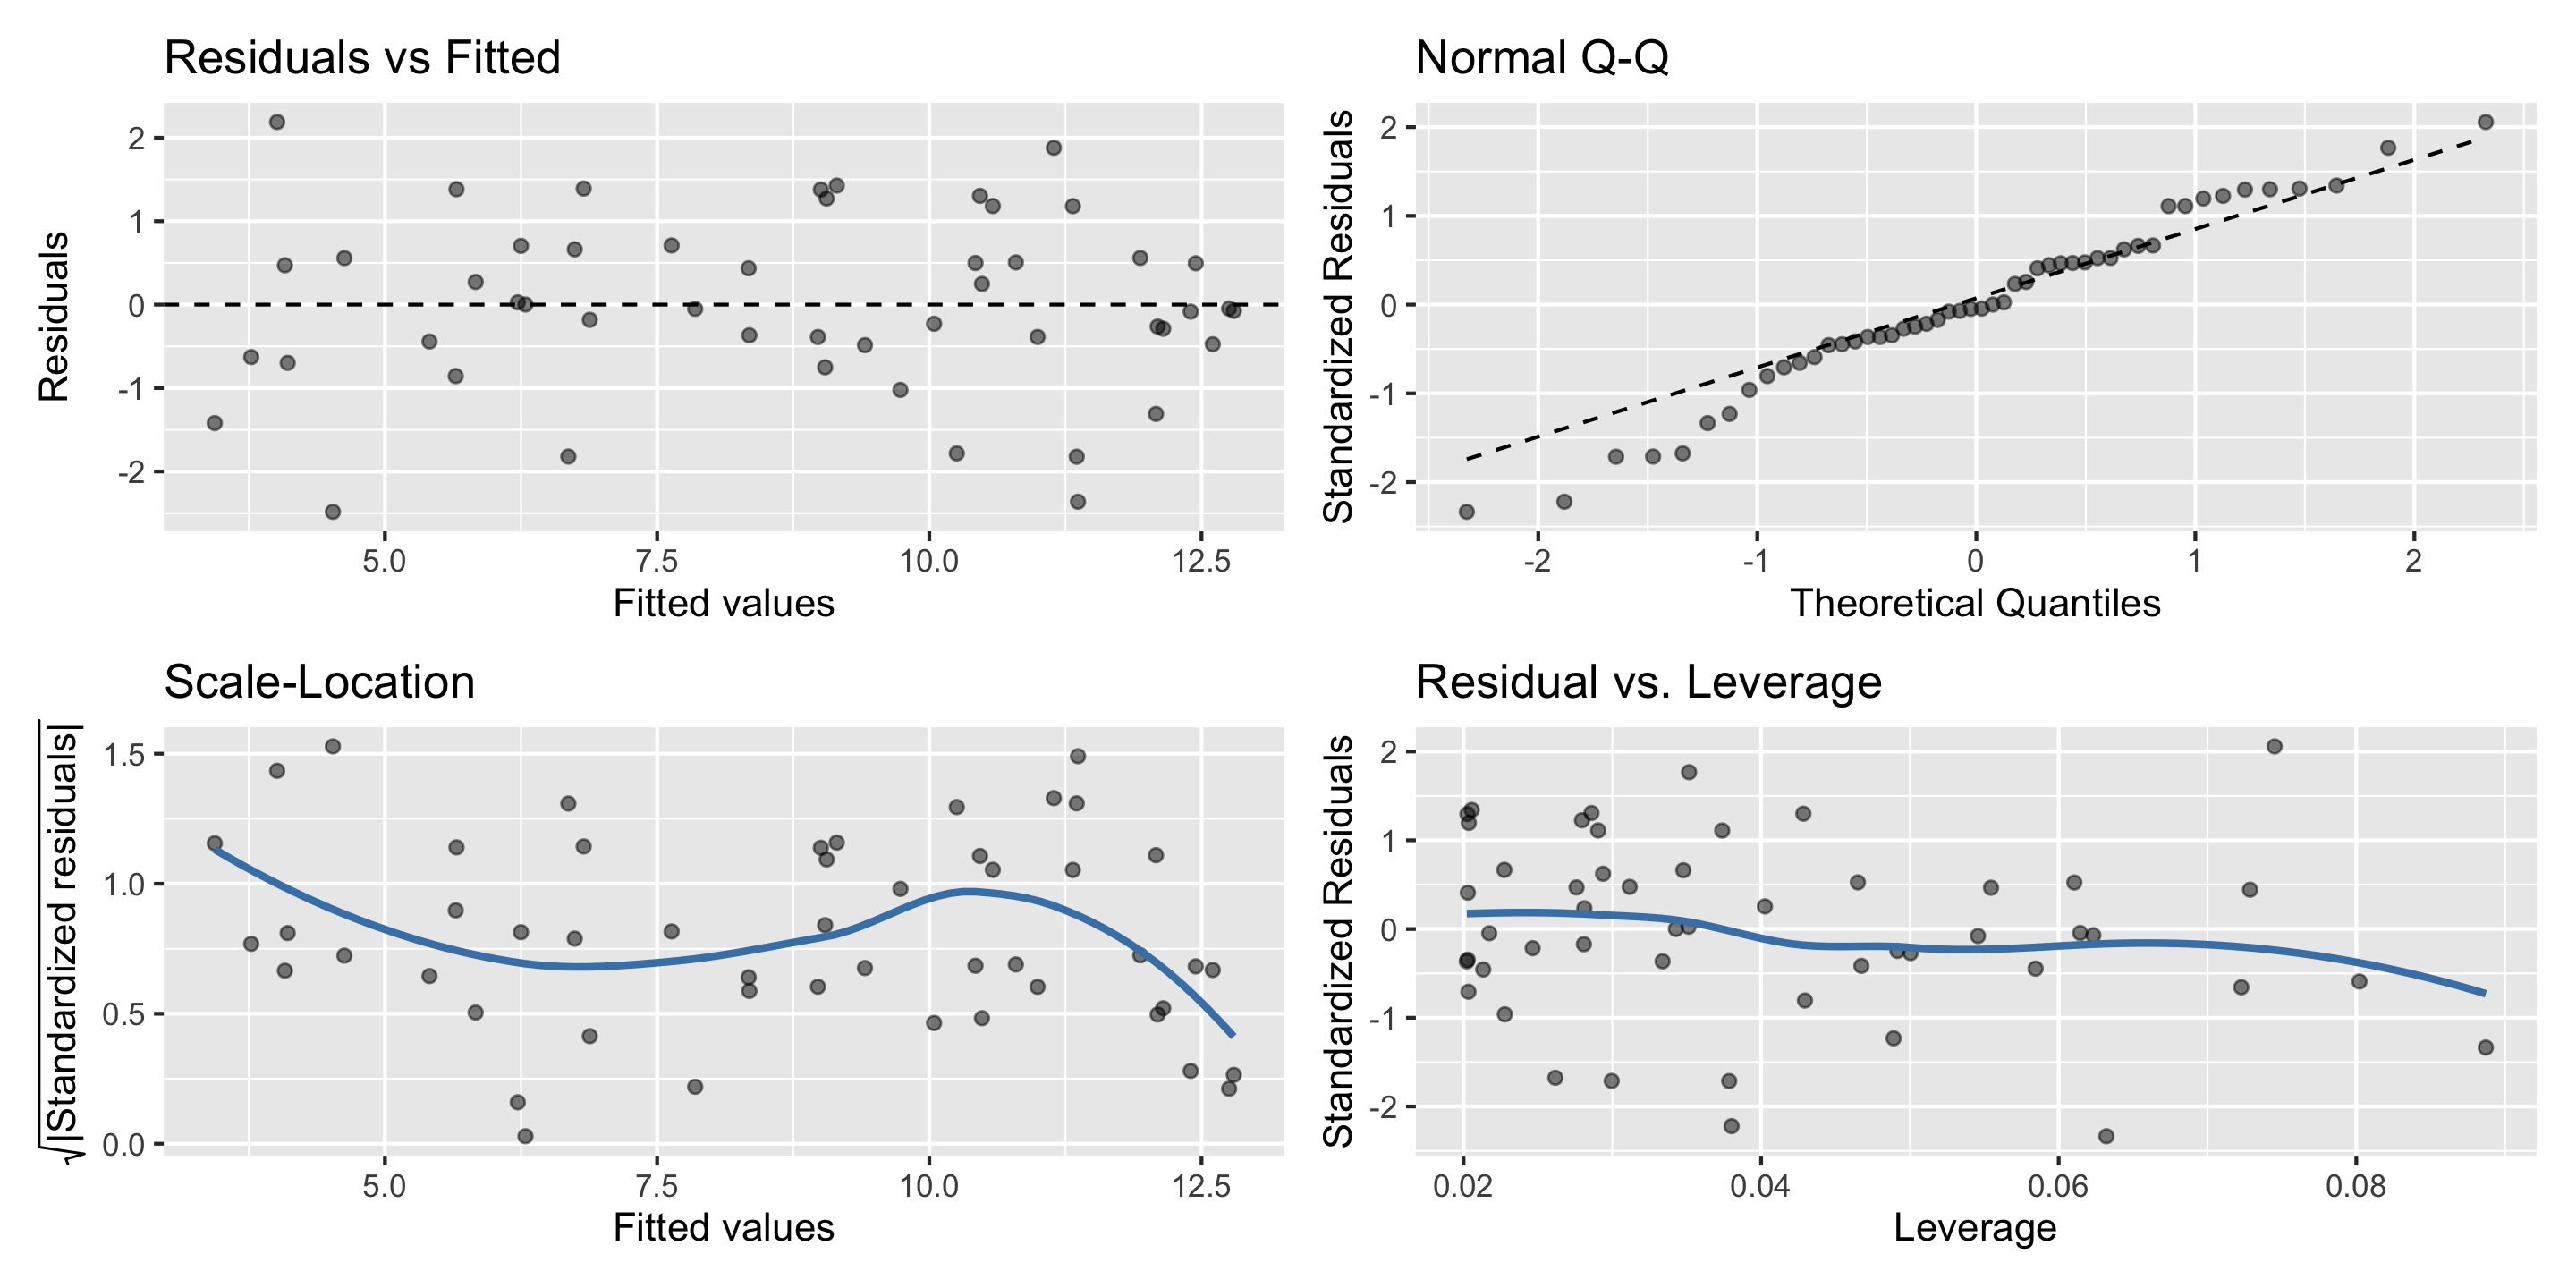 Residuals vs Fitted
Residuals
2
1
0
-1
-2
5.0 7.5 10.0 12.5
Fitted values
Normal Q-Q
Standardized Residuals
2
1
0
-1
-2
-2 -1 0 1 2
Theoretical Quantiles
Scale-Location
√|Standardized residuals|
1.5
1.0
0.5
0.0
5.0 7.5 10.0 12.5
Fitted values
Residual vs. Leverage
Standardized Residuals
2
1
0
-1
-2
0.02 0.04 0.06 0.08
Leverage